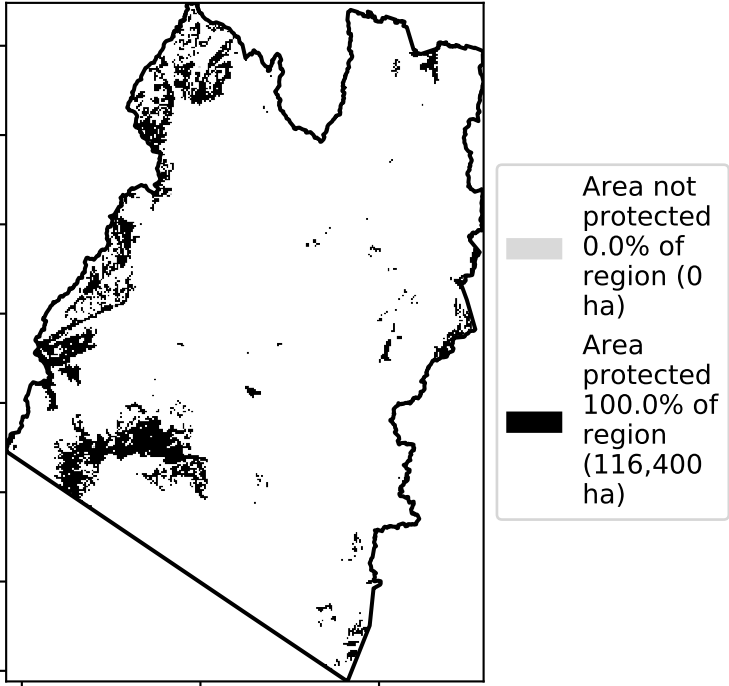 Area not
protected
0.0% of
region (0
ha)
Area
protected
100.0% of
region
(116,400
ha)